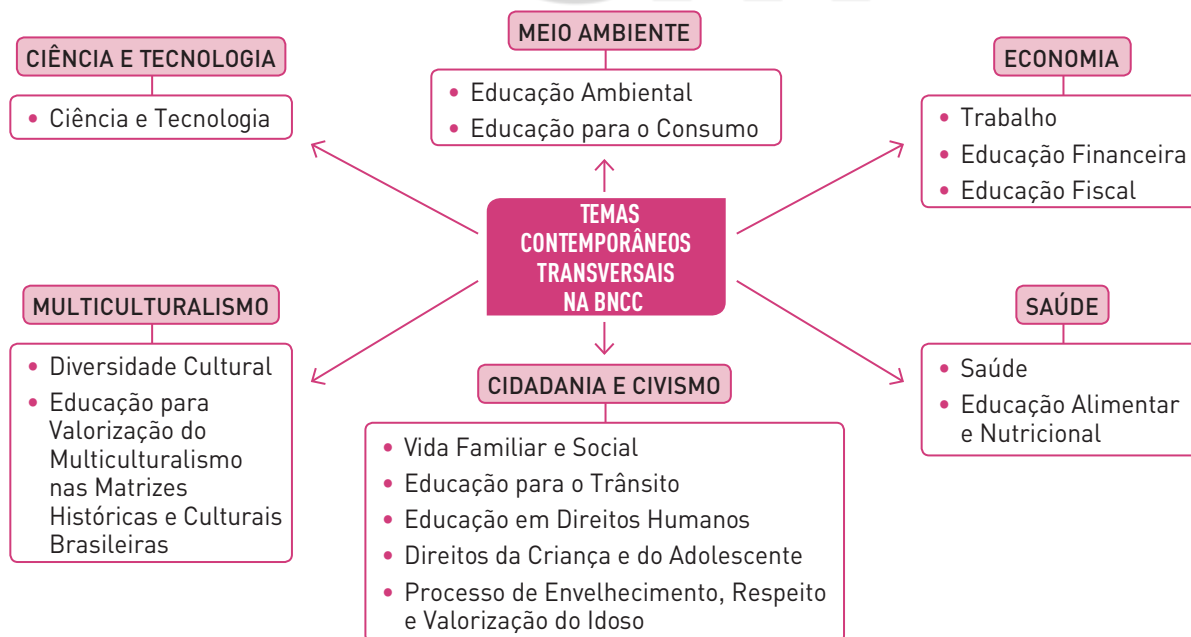 MEIO AMBIENTE
• Educação Ambiental
• Educação para o Consumo
CIÊNCIA E TECNOLOGIA
• Ciência e Tecnologia
ECONOMIA
• Trabalho
• Educação Financeira
• Educação Fiscal
TEMAS
CONTEMPORÂNEOS
TRANSVERSAIS
NA BNCC
MULTICULTURALISMO
• Diversidade Cultural
• Educação para
Valorização do
Multiculturalismo
nas Matrizes
Históricas e Culturais
Brasileiras
CIDADANIA E CIVISMO
• Vida Familiar e Social
• Educação para o Trânsito
• Educação em Direitos Humanos
• Direitos da Criança e do Adolescente
• Processo de Envelhecimento, Respeito
e Valorização do Idoso
SAÚDE
• Saúde
• Educação Alimentar
e Nutricional